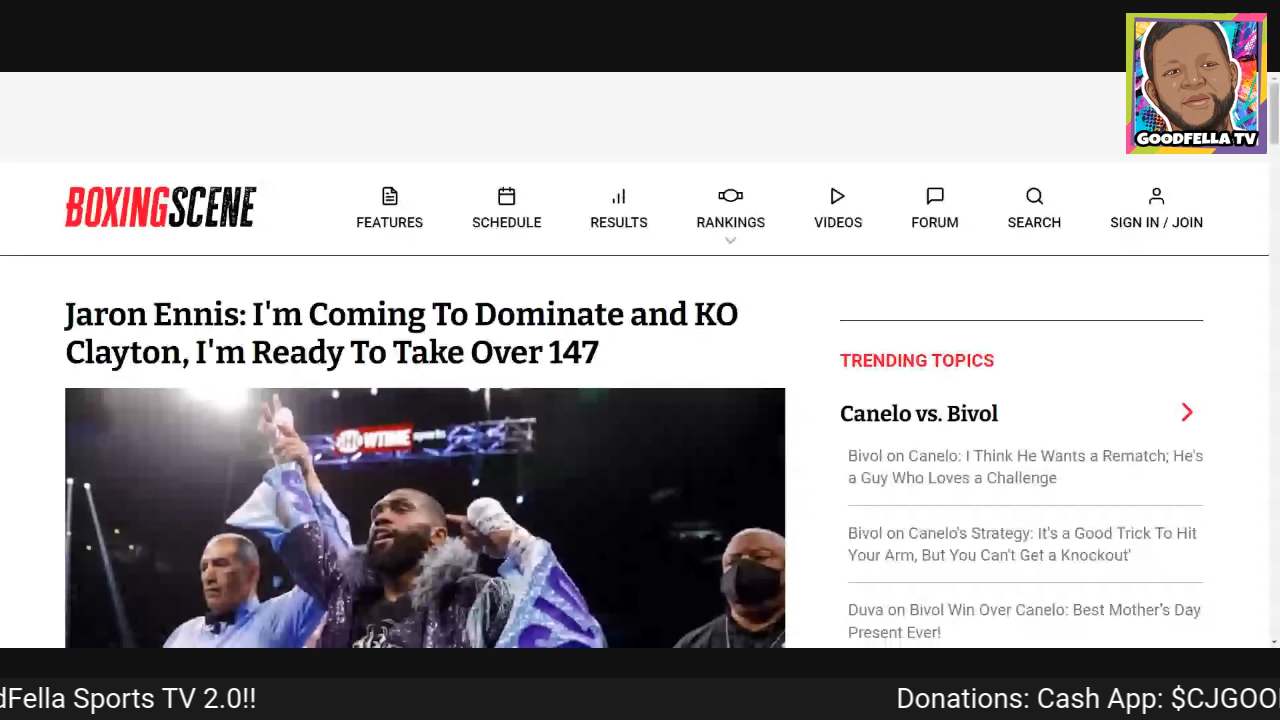 GOODFELLA TV
BOXINGSCENE
FEATURES
SCHEDULE
RESULTS
RANKINGS
VIDEOS
FORUM
SEARCH
SIGN IN / JOIN
Jaron Ennis: I'm Coming To Dominate and KO
Clayton, I'm Ready To Take Over 147
SHOWTIME sports
TRENDING TOPICS
Canelo vs. Bivol
Bivol on Canelo: I Think He Wants a Rematch; He's
a Guy Who Loves a Challenge
Bivol on Canelo's Strategy: It's a Good Trick To Hit
Your Arm, But You Can't Get a Knockout'
Duva on Bivol Win Over Canelo: Best Mother's Day
Present Ever!
dFella Sports TV 2.0!!
Donations: Cash App: $CJGOO